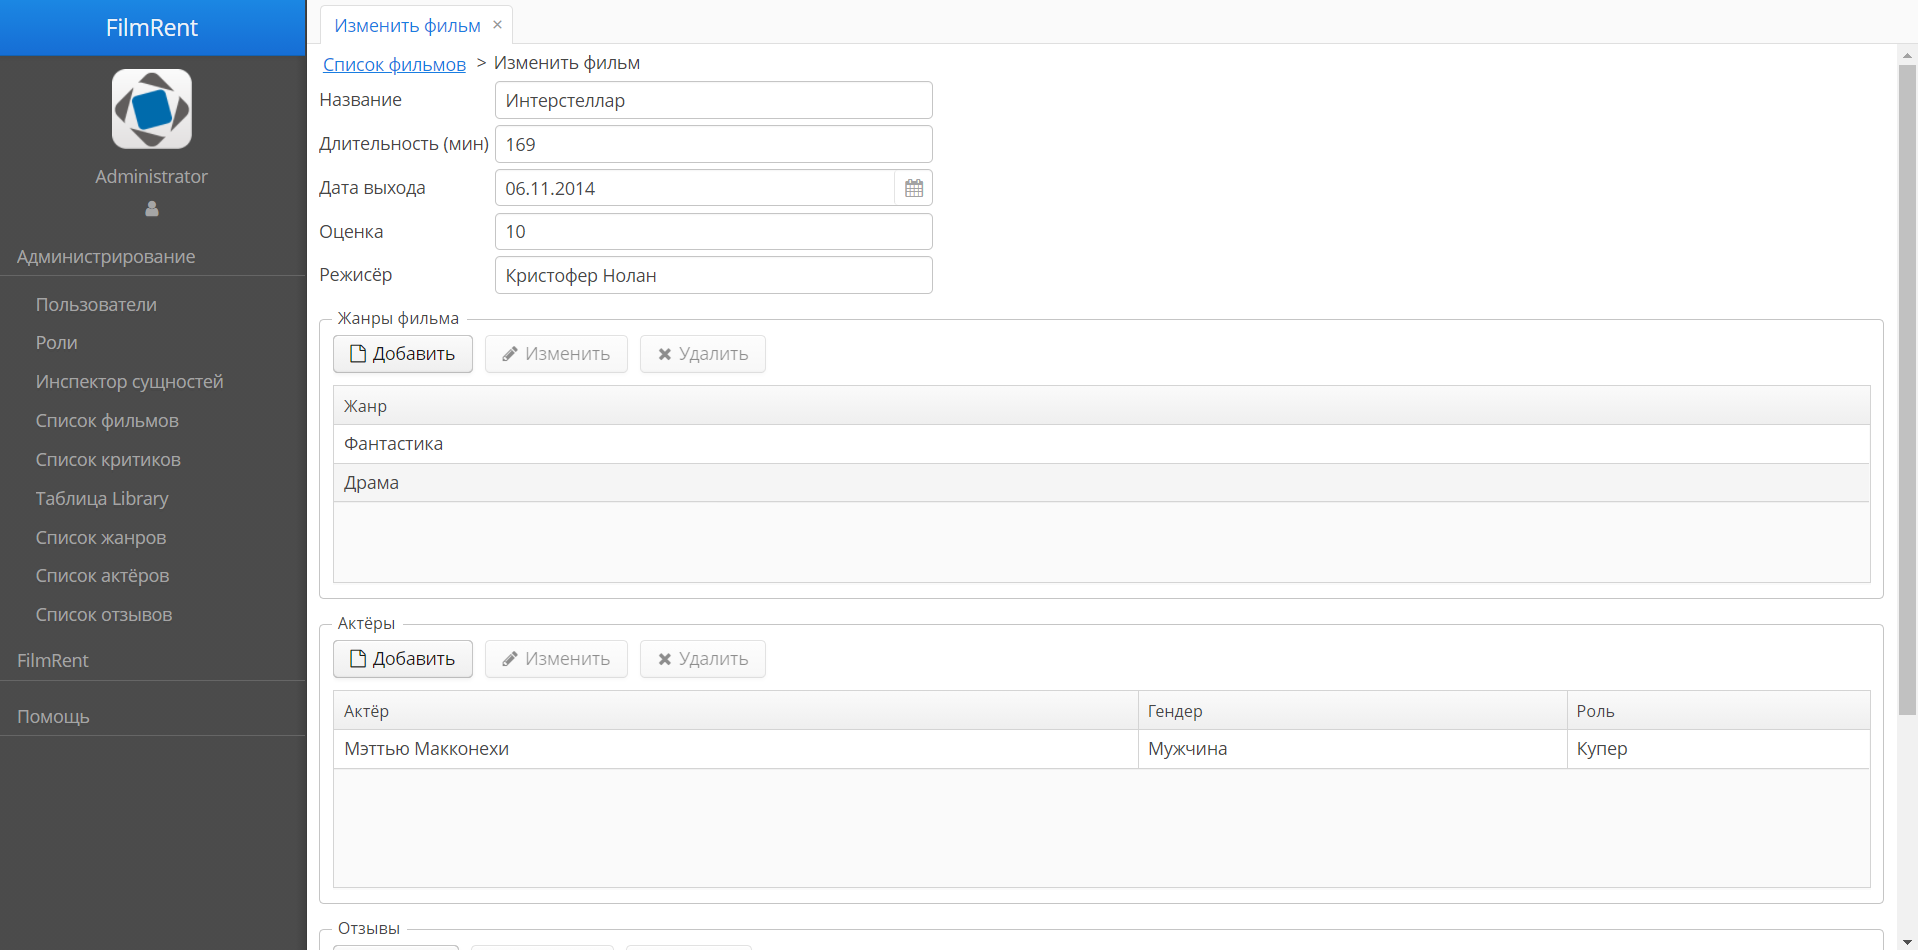 FilmRent
Administrator
Администрирование
Пользователи
Роли
Инспектор сущностей
Список фильмов
Список критиков
Таблица Library
Список жанров
Список актёров
Список отзывов
FilmRent
Помощь
Изменить фильм ×
Список фильмов > Изменить фильм
Название Интерстеллар
Длительность (мин) 169
Дата выхода 06.11.2014
Оценка 10
Режисёр Кристофер Нолан
Жанры фильма
Добавить Изменить Удалить
Жанр
Фантастика
Драма
Актёры
Добавить Изменить Удалить
Актёр Гендер Роль
Мэттью Макконехи Мужчина Купер
Отзывы